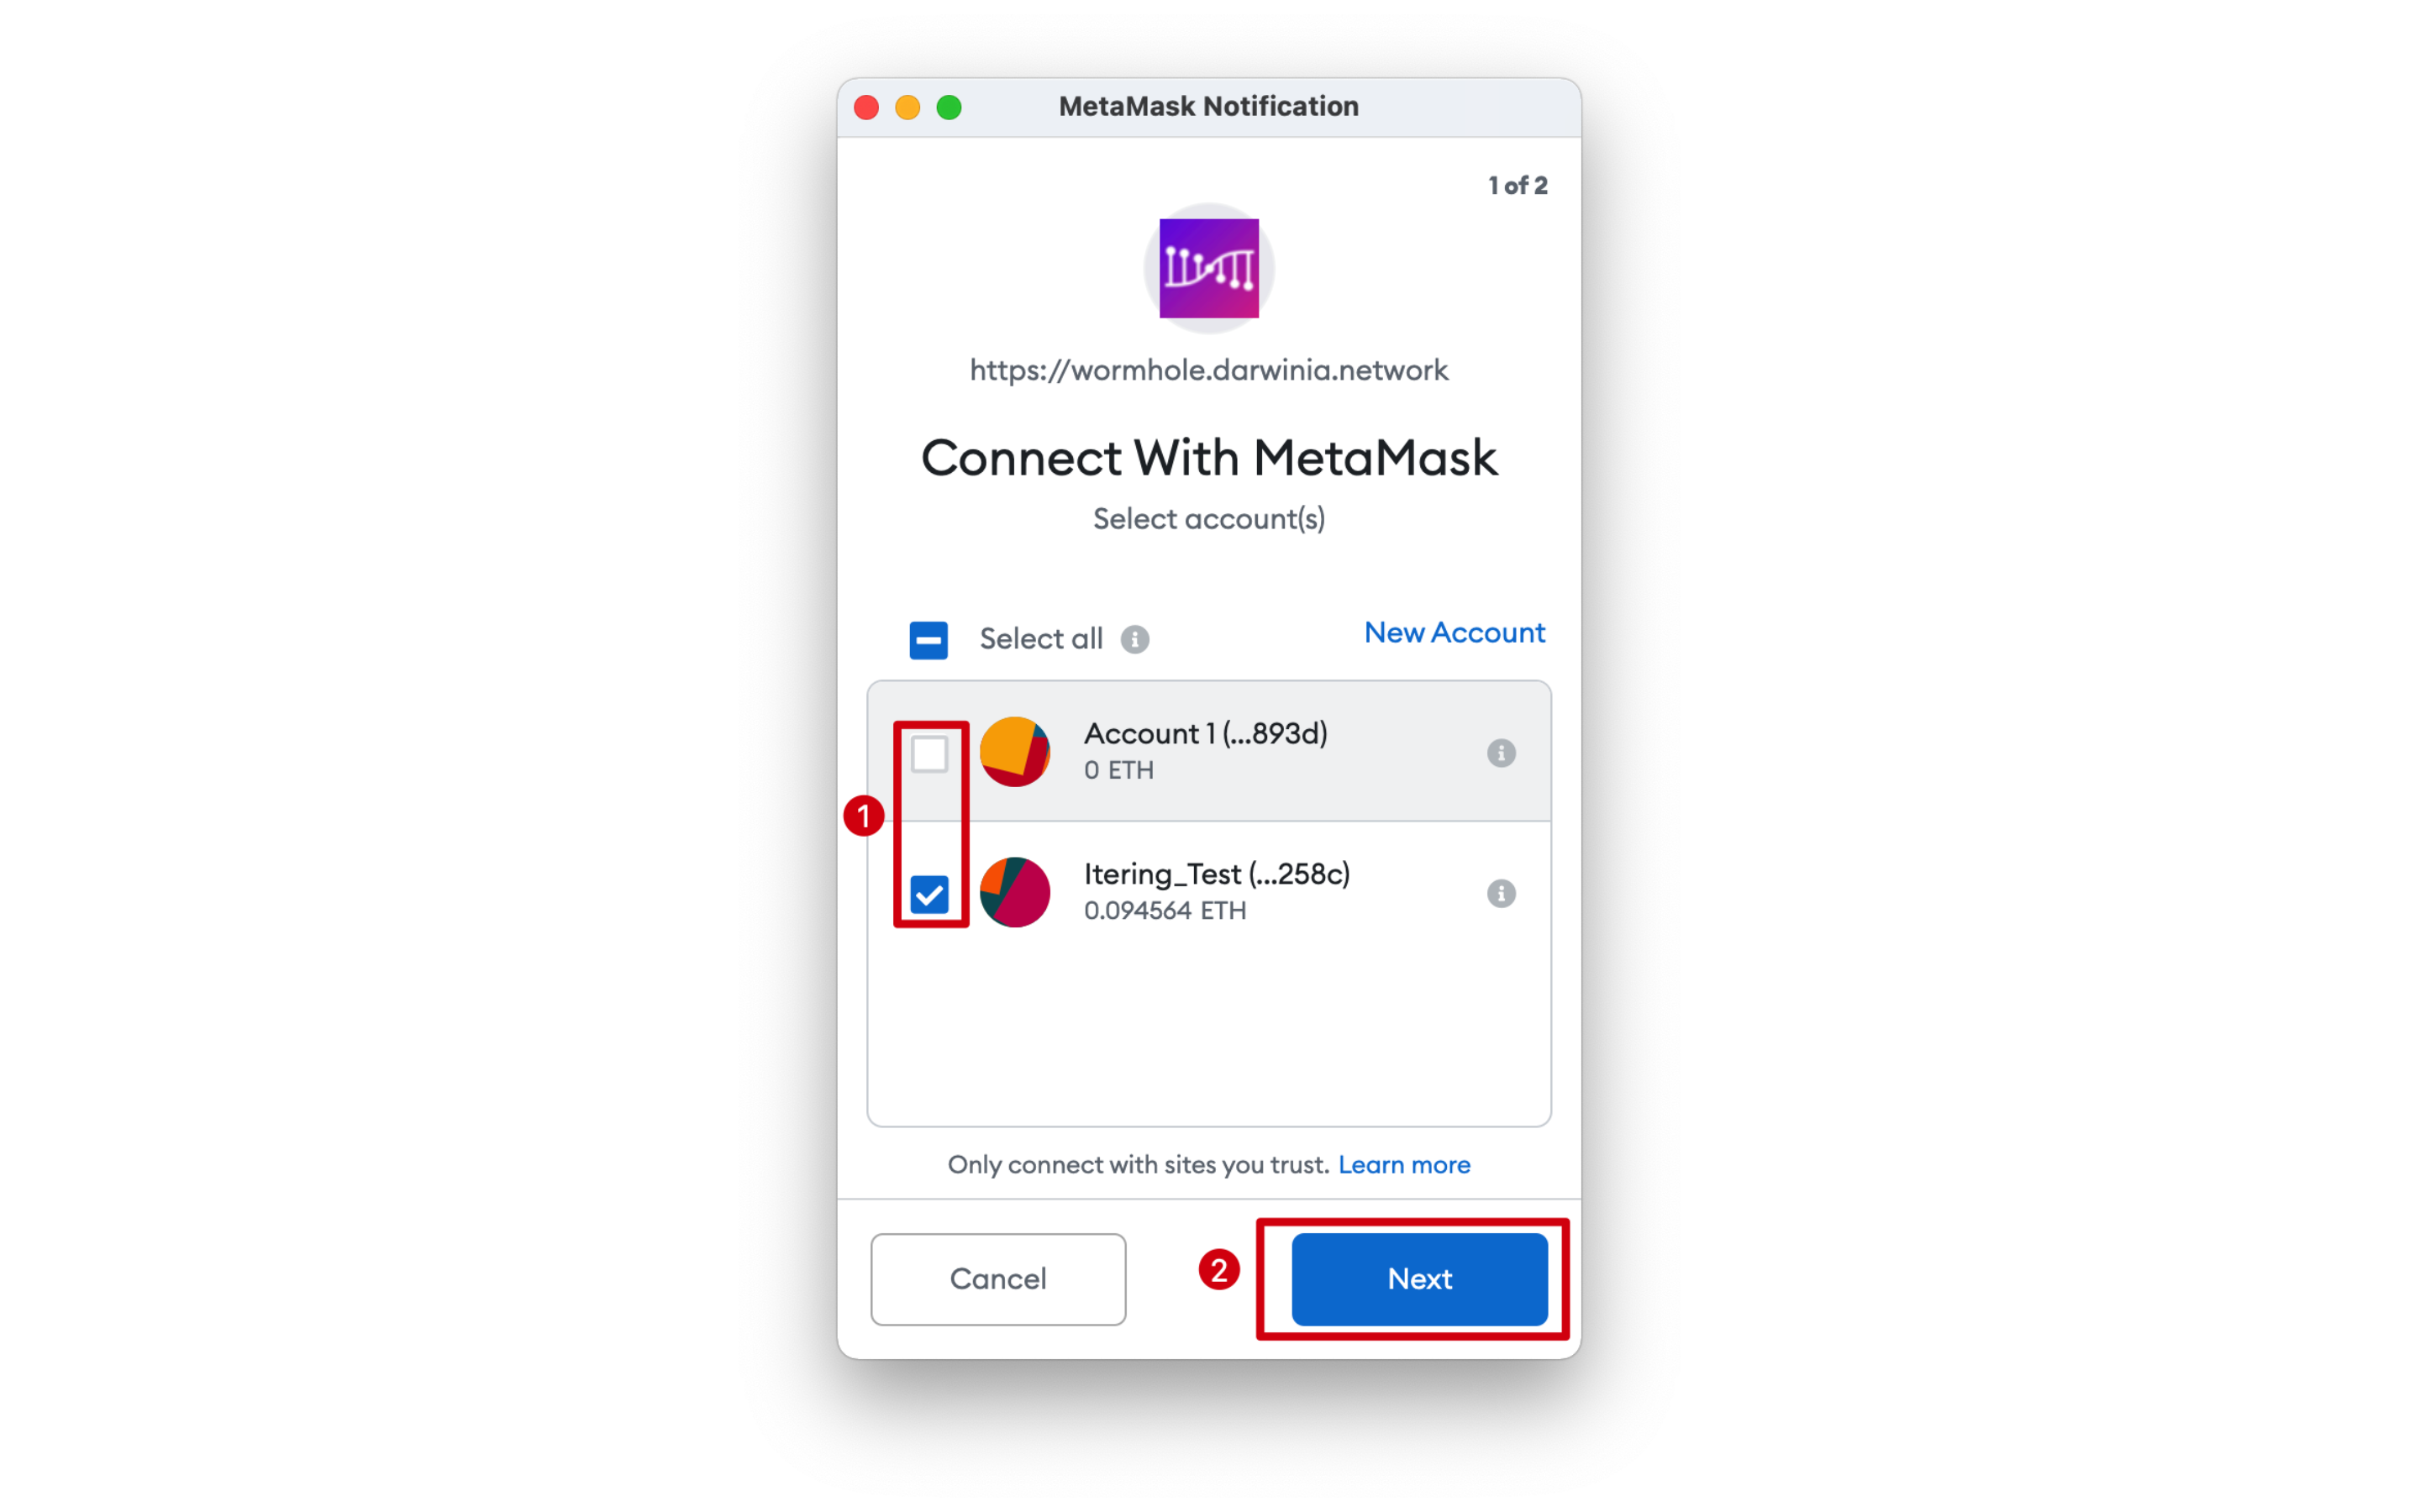 MetaMask Notification
1 of 2
https://wormhole.darwinia.network
Connect With MetaMask
Select account(s)
Select all
New Account
Account 1 (...893d)
0 ETH
1
Itering_Test (...258c)
0.094564 ETH
Only connect with sites you trust. Learn more
Cancel
2
Next